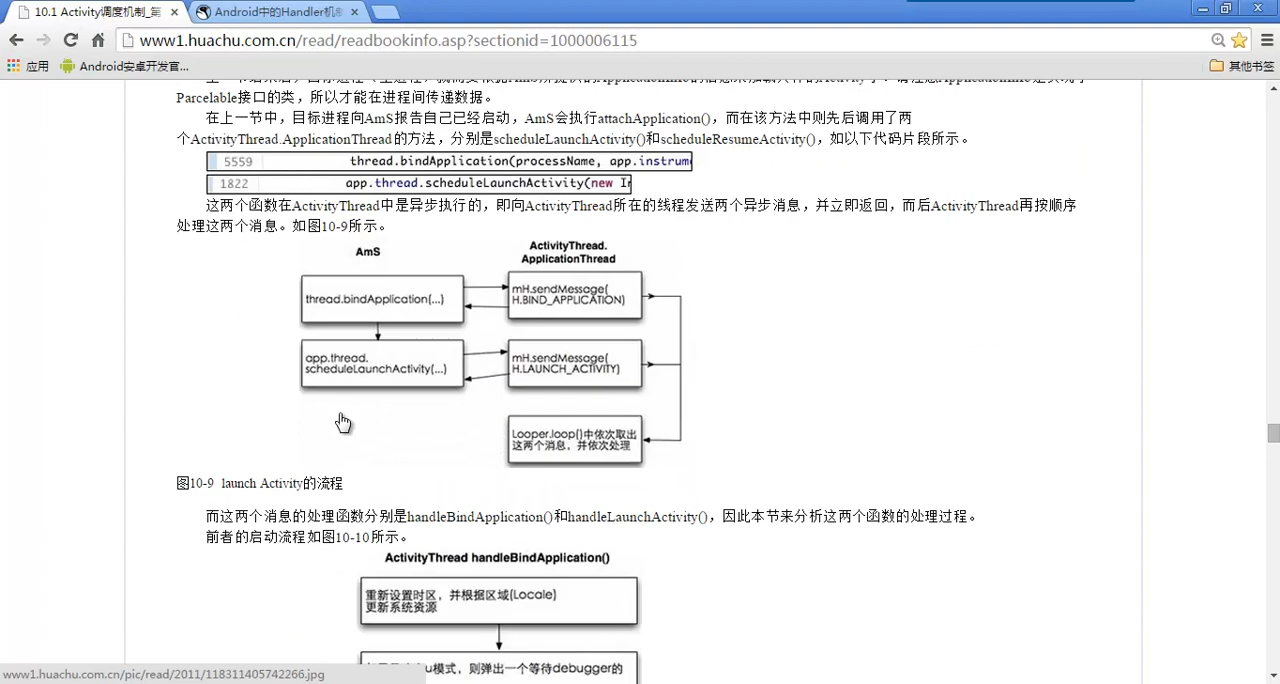 10.1 Activity调度机制_第
Android中的Handler机制
www1.huachu.com.cn/read/readbookinfo.asp?sectionid=1000006115
应用
Android安卓开发官...
其他书签
Parcelable接口的类，所以才能在进程间传递数据。
在上一节中，目标进程向AmS报告自己已经启动，AmS会执行attachApplication()，而在该方法中则先后调用了两
个ActivityThread.ApplicationThread的方法，分别是scheduleLaunchActivity()和scheduleResumeActivity()，如以下代码片段所示。
5559 thread.bindApplication(processName, app.instrum
1822 app.thread.scheduleLaunchActivity(new
这两个函数在ActivityThread中是异步执行的，即向ActivityThread所在的线程发送两个异步消息，并立即返回，而后ActivityThread再按顺序
处理这两个消息。如图10-9所示。
AmS
ActivityThread.
ApplicationThread
thread.bindApplication(...)
mH.sendMessage(
H.BIND_APPLICATION)
app.thread.
scheduleLaunchActivity(...)
mH.sendMessage(
H.LAUNCH_ACTIVITY)
Looper.loop()中依次取出
这两个消息，并依次处理
图10-9 launch Activity的流程
而这两个消息的处理函数分别是handleBindApplication()和handleLaunchActivity()，因此本节来分析这两个函数的处理过程。
前者的启动流程如图10-10所示。
ActivityThread handleBindApplication()
重新设置时区，并根据区域(Locale)
更新系统资源
u模式，则弹出一个等待debugger的
www1.huachu.com.cn/pic/read/2011/118311405742266.jpg